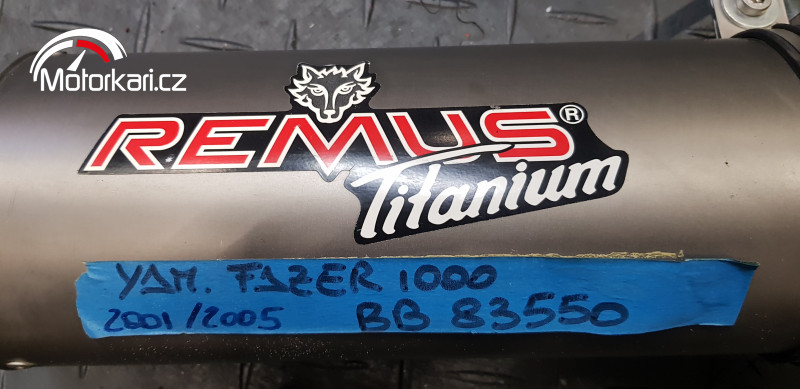 Motorkari.cz
REMUS®
Titanium
YAM. FAZER 1000
2001/2005 BB 83550